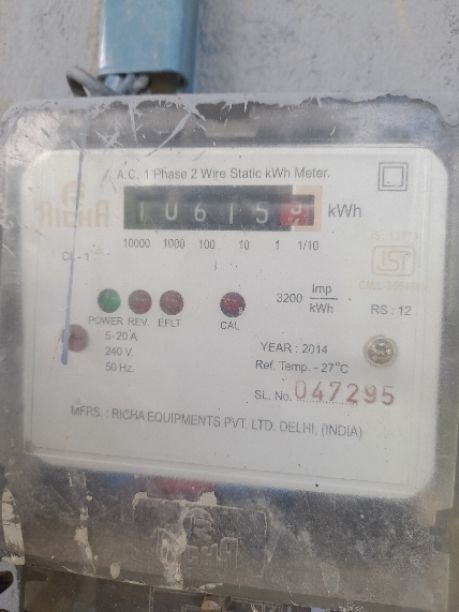 A.C. 1 Phase 2 Wire Static kWh Meter.
RICHA
1 0 6 1 5 kWh
10000 1000 100 10 1 1/10
3200 Imp/kWh
RS : 12
POWER REV. EFLT CAL
5-20 A
240 V.
50 Hz.
YEAR : 2014
Ref. Temp. - 27°C
SL. No. 047295
MFRS. : RICHA EQUIPMENTS PVT. LTD. DELHI, (INDIA)
RICHA